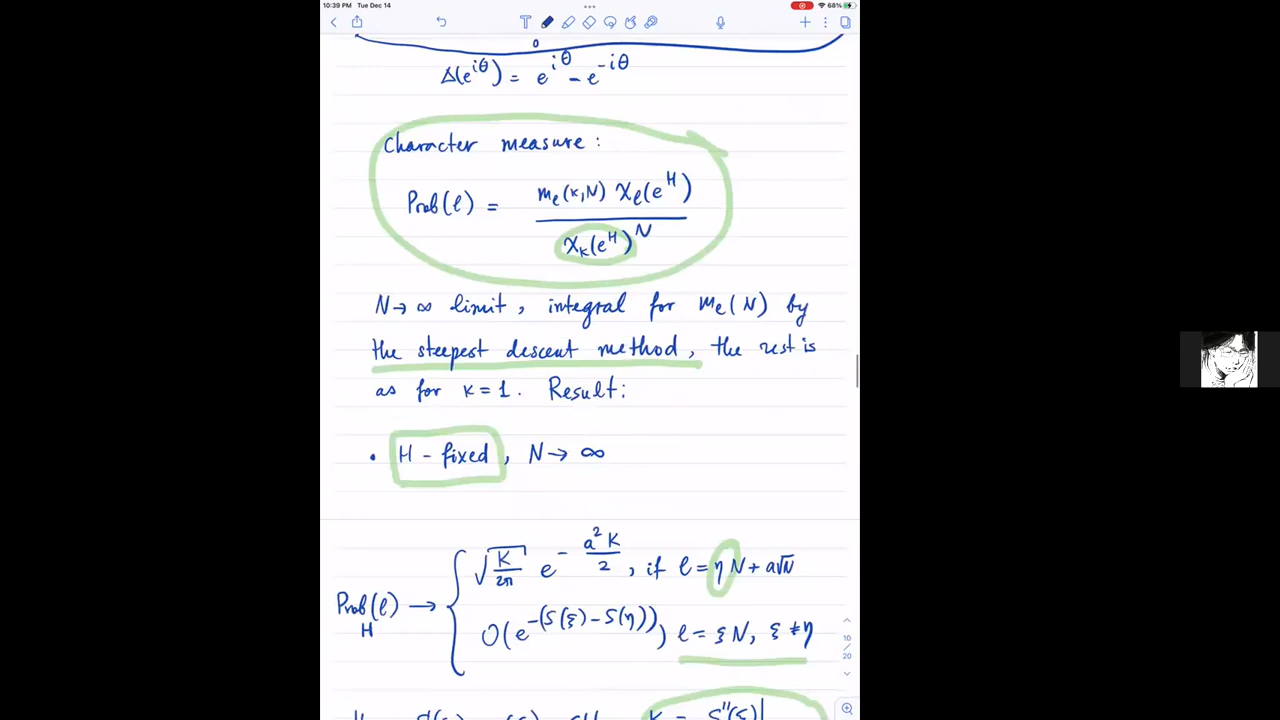 10:39 PM Tue Dec 14
68%
Δ(e^{iθ}) = e^{iθ} - e^{-iθ}
Character measure :
Prob(l) = m_l(k,N) χ_l(e^H) / χ_k(e^H)^N
N → ∞ limit, integral for m_l(N) by
the steepest descent method, the rest is
as for k = 1. Result:
• H - fixed, N → ∞
Prob_H(l) → { √(K/2π) e^{-a²K/2}, if l = ηN + a√N
O(e^{-(S(ξ) - S(η))}) l = ξN, ξ ≠ η
10/20